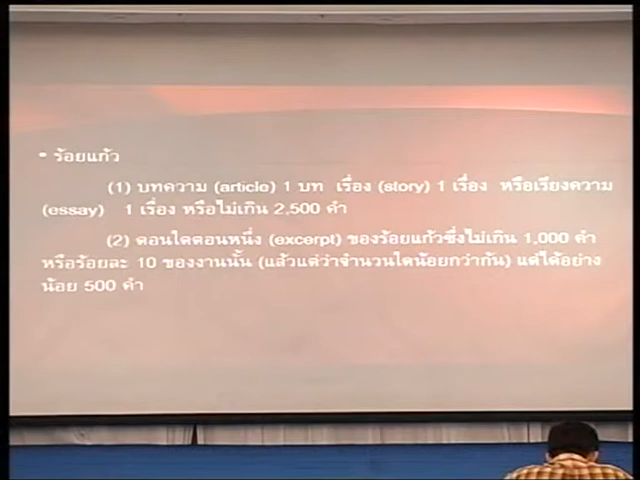 • ร้อยแก้ว
(1) บทความ (article) 1 บท เรื่อง (story) 1 เรื่อง หรือเรียงความ
(essay) 1 เรื่อง หรือไม่เกิน 2,500 คำ
(2) ตอนใดตอนหนึ่ง (excerpt) ของร้อยแก้วซึ่งไม่เกิน 1,000 คำ
หรือร้อยละ 10 ของงานนั้น (แล้วแต่ว่าจำนวนใดน้อยกว่ากัน) แต่ได้อย่าง
น้อย 500 คำ